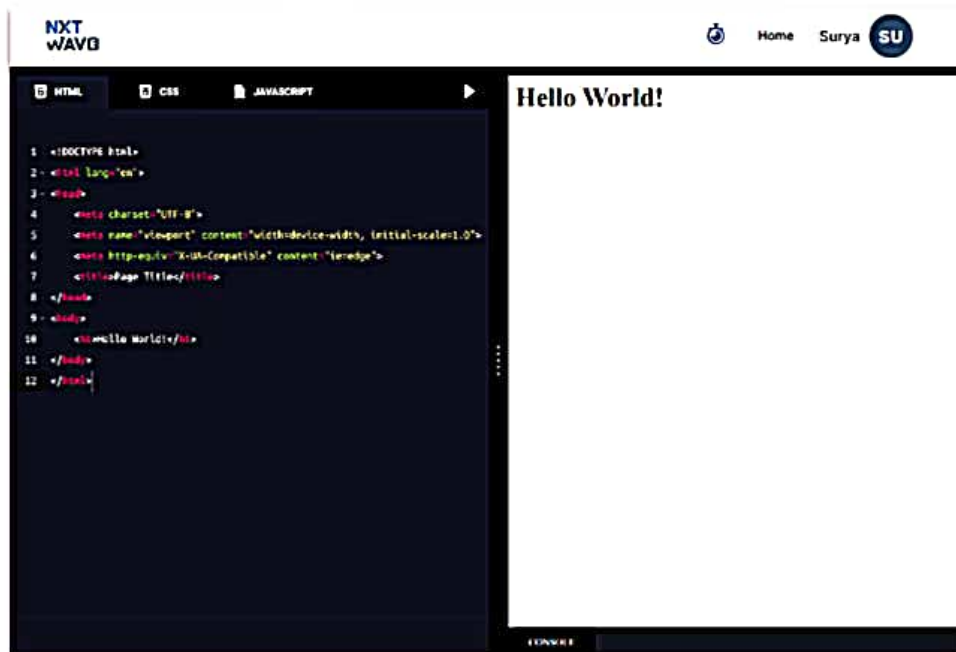 NXT
WAVE
Home Surya SU
HTML CSS JAVASCRIPT
Hello World!
1 <!DOCTYPE html>
2 <html lang="en">
3 <head>
4 <meta charset="UTF-8">
5 <meta name="viewport" content="width=device-width, initial-scale=1.0">
6 <meta http-equiv="X-UA-Compatible" content="ie=edge">
7 <title>Page Title</title>
8 </head>
9 <body>
10 <h1>Hello World!</h1>
11 </body>
12 </html>
CONSOLE